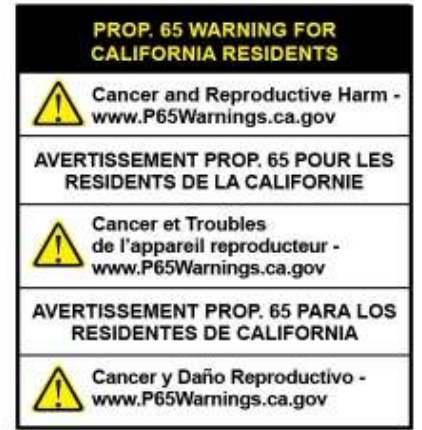 PROP. 65 WARNING FOR
CALIFORNIA RESIDENTS
Cancer and Reproductive Harm -
www.P65Warnings.ca.gov
AVERTISSEMENT PROP. 65 POUR LES
RESIDENTS DE LA CALIFORNIE
Cancer et Troubles
de l'appareil reproducteur -
www.P65Warnings.ca.gov
AVERTISSEMENT PROP. 65 PARA LOS
RESIDENTES DE CALIFORNIA
Cancer y Daño Reproductivo -
www.P65Warnings.ca.gov